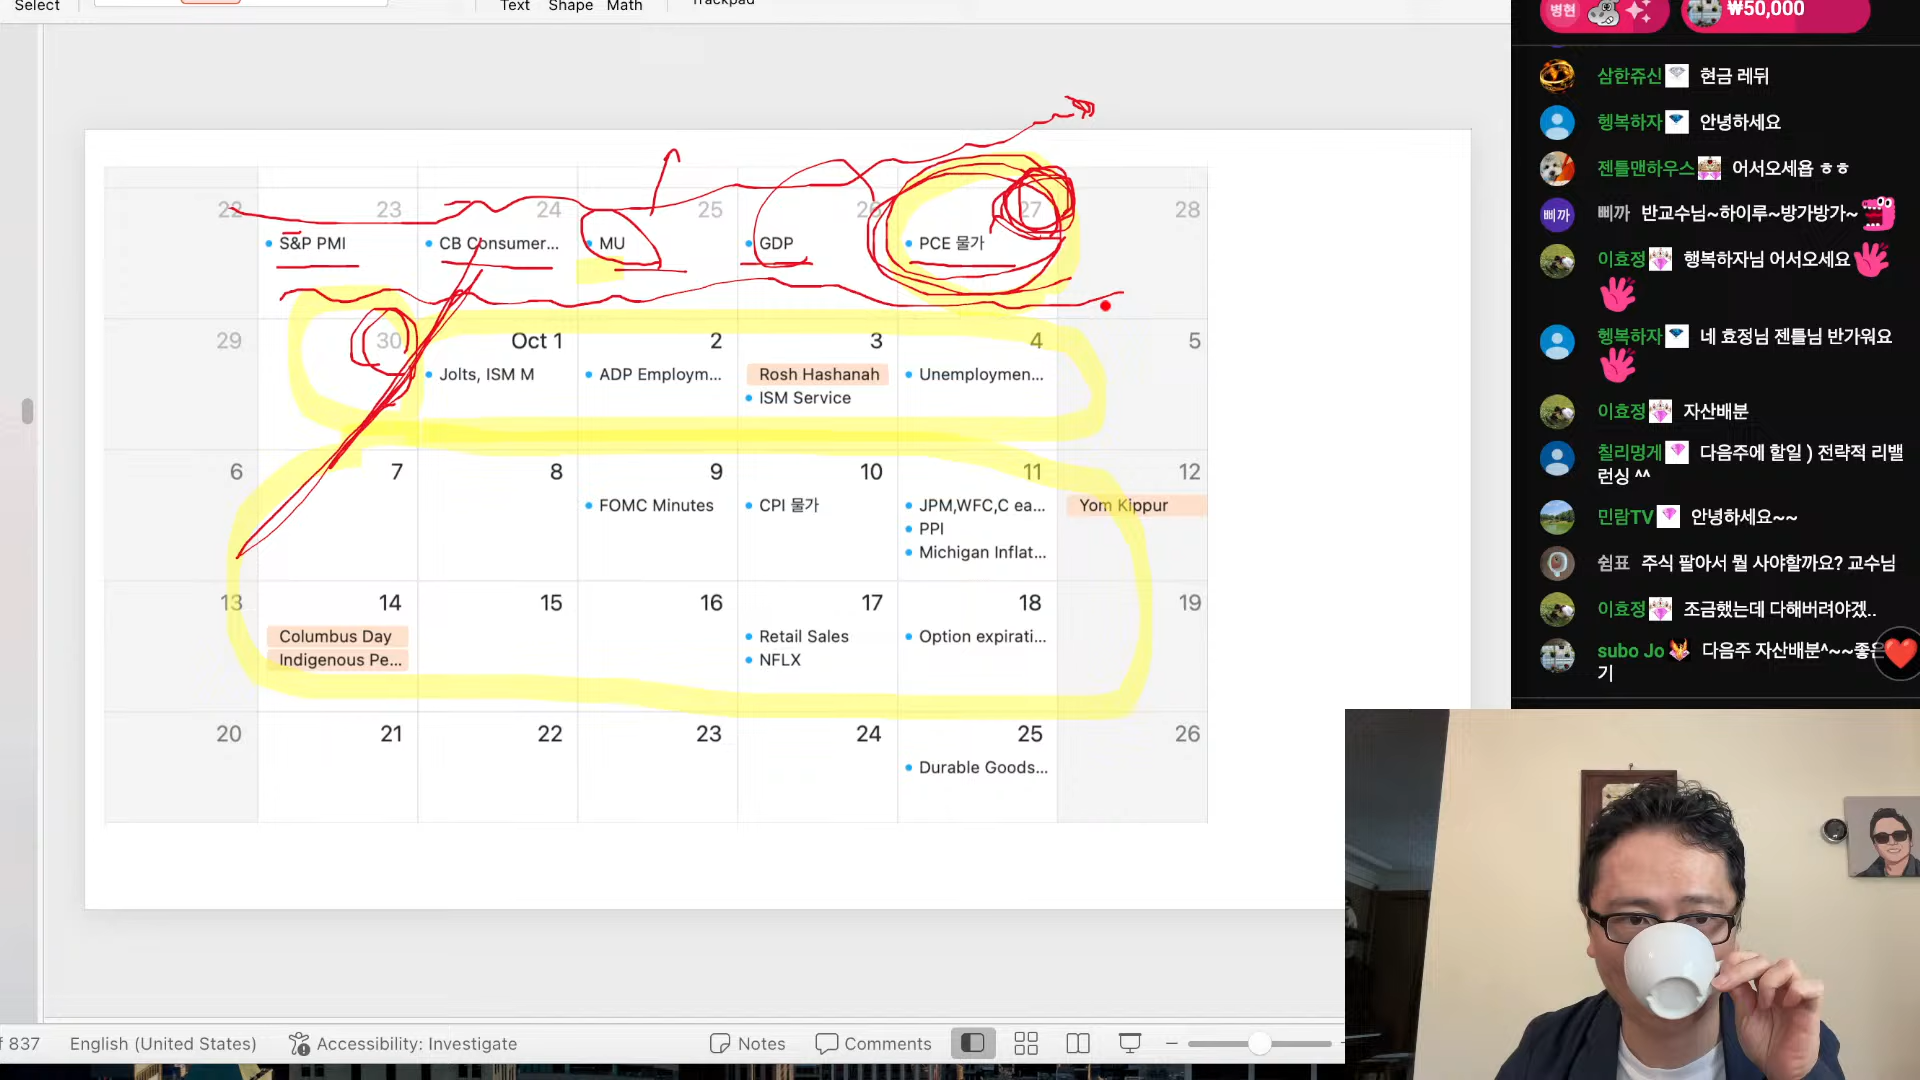 Select
Text Shape Math
Trackpad
22 23 24 25 26 27 28
S&P PMI
CB Consumer...
MU
GDP
PCE 물가
29 30 Oct 1 2 3 4 5
Jolts, ISM M
ADP Employm...
Rosh Hashanah
ISM Service
Unemploymen...
6 7 8 9 10 11 12
FOMC Minutes
CPI 물가
JPM,WFC,C ea...
PPI
Michigan Inflat...
Yom Kippur
13 14 15 16 17 18 19
Columbus Day
Indigenous Pe...
Retail Sales
NFLX
Option expirati...
20 21 22 23 24 25 26
Durable Goods...
f 837 English (United States) Accessibility: Investigate Notes Comments
병현 ₩50,000
삼한쥬신 현금 레뒤
헹복하자 안녕하세요
젠틀맨하우스 어서오세욥 ㅎㅎ
삐까 삐까 반교수님~하이루~방가방가~
이효정 행복하자님 어서오세요
헹복하자 네 효정님 젠틀님 반가워요
이효정 자산배분
칠리멍게 다음주에 할일 ) 전략적 리밸
런싱 ^^
민람TV 안녕하세요~~
쉼표 주식 팔아서 뭘 사야할까요? 교수님
이효정 조금했는데 다해버려야겠..
subo Jo 다음주 자산배분^~~좋은
기